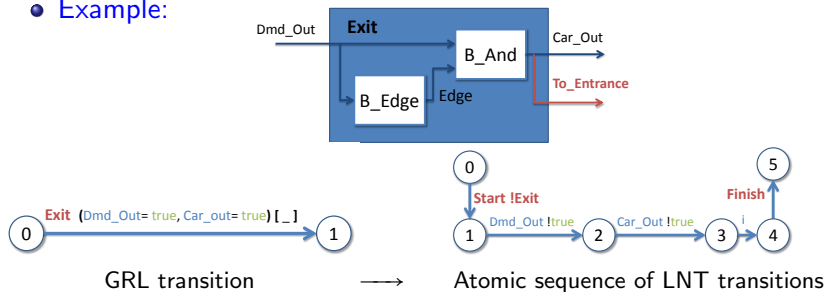 • Example:
Dmd_Out
Exit
B_And
Car_Out
To_Entrance
B_Edge
Edge
0
Exit (Dmd_Out= true, Car_out= true) [ _ ]
1
0
Start !Exit
1
Dmd_Out !true
2
Car_Out !true
3
i
4
Finish
5
GRL transition
⟶
Atomic sequence of LNT transitions